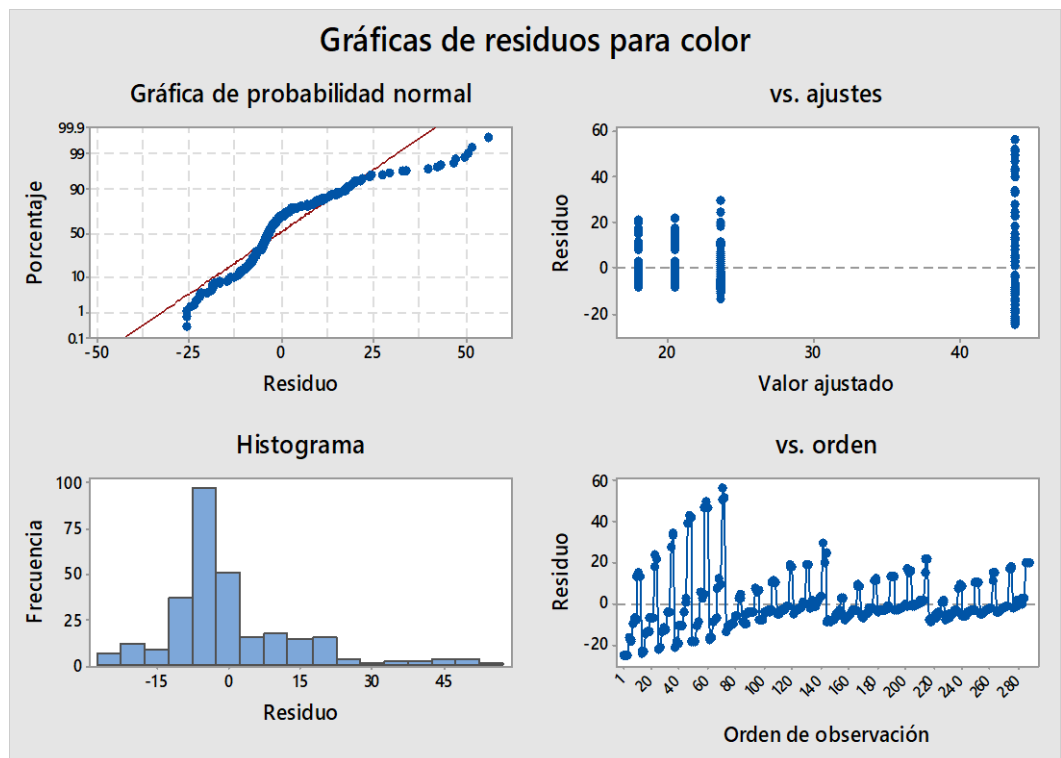 Gráficas de residuos para color
Gráfica de probabilidad normal
99.9
99
90
50
10
1
0.1
Porcentaje
-50 -25 0 25 50
Residuo
vs. ajustes
60
40
20
0
-20
Residuo
20 30 40
Valor ajustado
Histograma
100
75
50
25
0
Frecuencia
-15 0 15 30 45
Residuo
vs. orden
60
40
20
0
-20
Residuo
1 20 40 60 80 100 120 140 160 180 200 220 240 260 280
Orden de observación